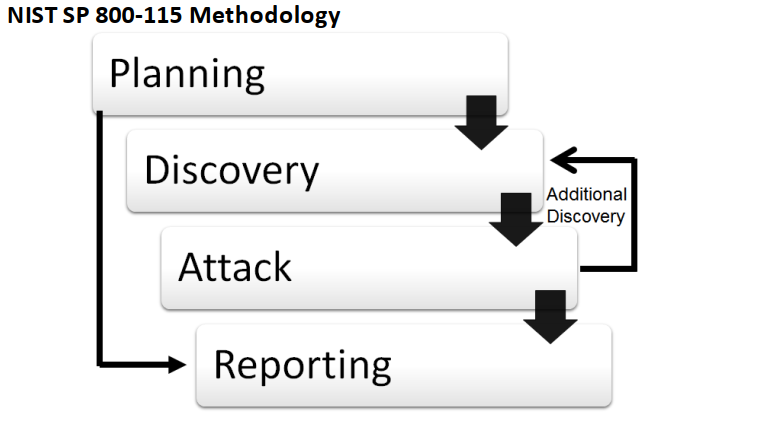 NIST SP 800-115 Methodology
Planning
Discovery
Additional
Discovery
Attack
Reporting